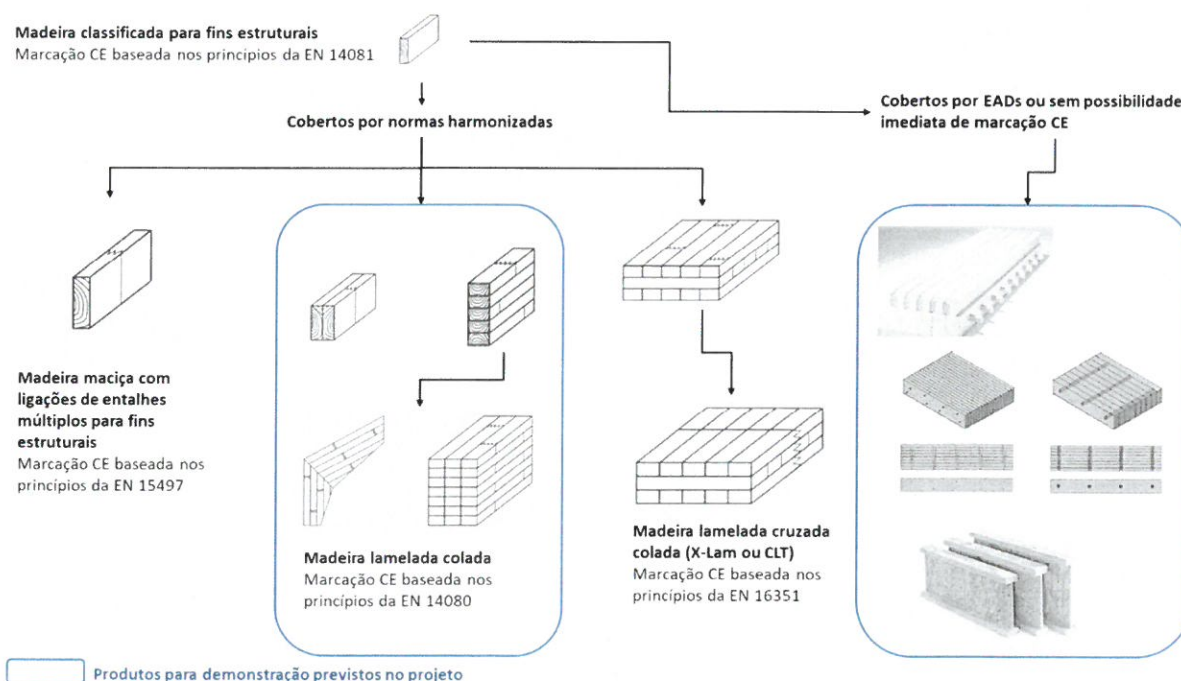 Madeira classificada para fins estruturais
Marcação CE baseada nos princípios da EN 14081
Cobertos por normas harmonizadas
Cobertos por EADs ou sem possibilidade
imediata de marcação CE
Madeira maciça com
ligações de entalhes
múltiplos para fins
estruturais
Marcação CE baseada nos
princípios da EN 15497
Madeira lamelada colada
Marcação CE baseada nos
princípios da EN 14080
Madeira lamelada cruzada
colada (X-Lam ou CLT)
Marcação CE baseada nos
princípios da EN 16351
Produtos para demonstração previstos no projeto